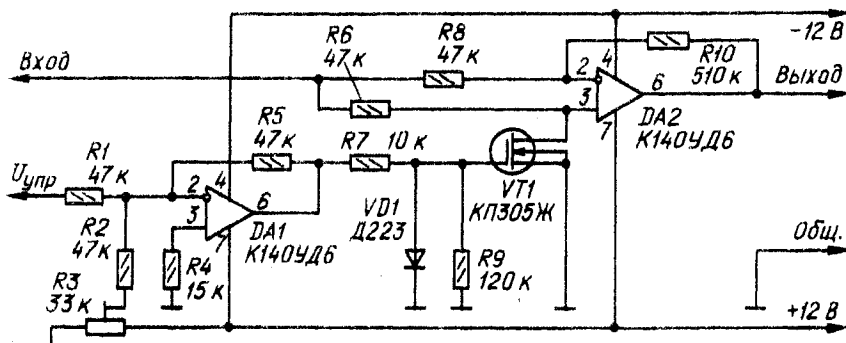 Вход
R6
47 к
R8
47 к
R10
510 к
-12 В
Выход
2
3
4
6
7
DA2
К140УД6
Uупр
R1
47 к
R5
47 к
R7 10 к
2
3
4
6
7
DA1
К140УД6
VT1
КП305Ж
VD1
Д223
R2
47 к
R3
33 к
R4
15 к
R9
120 к
Общ.
+12 В